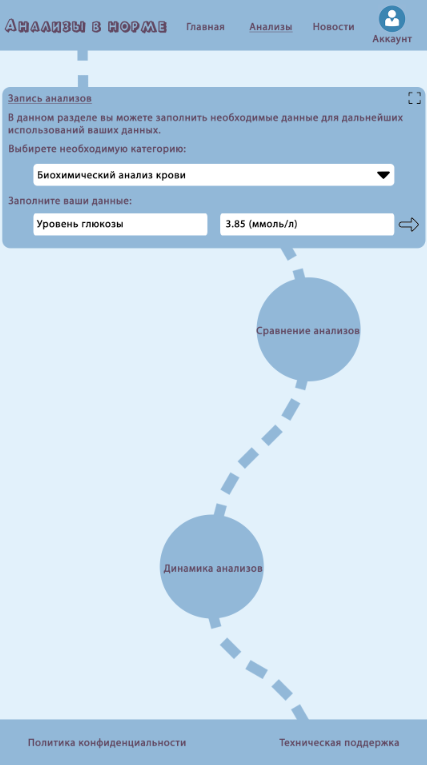 Анализы в норме
Главная
Анализы
Новости
Аккаунт
Запись анализов
В данном разделе вы можете заполнить необходимые данные для дальнейших
использований ваших данных.
Выбирете необходимую категорию:
Биохимический анализ крови
Заполните ваши данные:
Уровень глюкозы
3.85 (ммоль/л)
Сравнение анализов
Динамика анализов
Политика конфиденциальности
Техническая поддержка